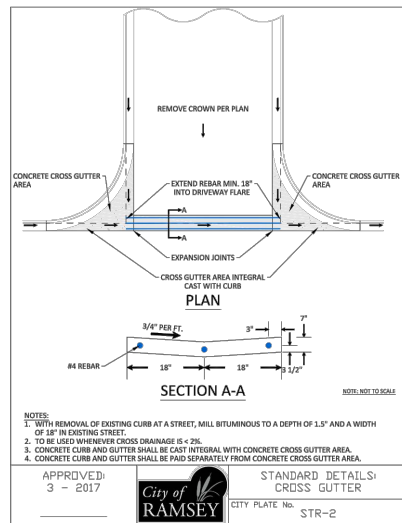 REMOVE CROWN PER PLAN
CONCRETE CROSS GUTTER
AREA
EXTEND REBAR MIN. 18"
INTO DRIVEWAY FLARE
CONCRETE CROSS GUTTER
AREA
A
A
EXPANSION JOINTS
CROSS GUTTER AREA INTEGRAL
CAST WITH CURB
PLAN
3/4" PER FT.
3"
7"
#4 REBAR
18"
18"
3 1/2"
SECTION A-A
NOTE: NOT TO SCALE
NOTES:
1. WITH REMOVAL OF EXISTING CURB AT A STREET, MILL BITUMINOUS TO A DEPTH OF 1.5" AND A WIDTH
OF 18" IN EXISTING STREET.
2. TO BE USED WHENEVER CROSS DRAINAGE IS < 2%.
3. CONCRETE CURB AND GUTTER SHALL BE CAST INTEGRAL WITH CONCRETE CROSS GUTTER AREA.
4. CONCRETE CURB AND GUTTER SHALL BE PAID SEPARATELY FROM CONCRETE CROSS GUTTER AREA.
APPROVED:
3 - 2017
City of
RAMSEY
STANDARD DETAILS:
CROSS GUTTER
CITY PLATE No.
STR-2